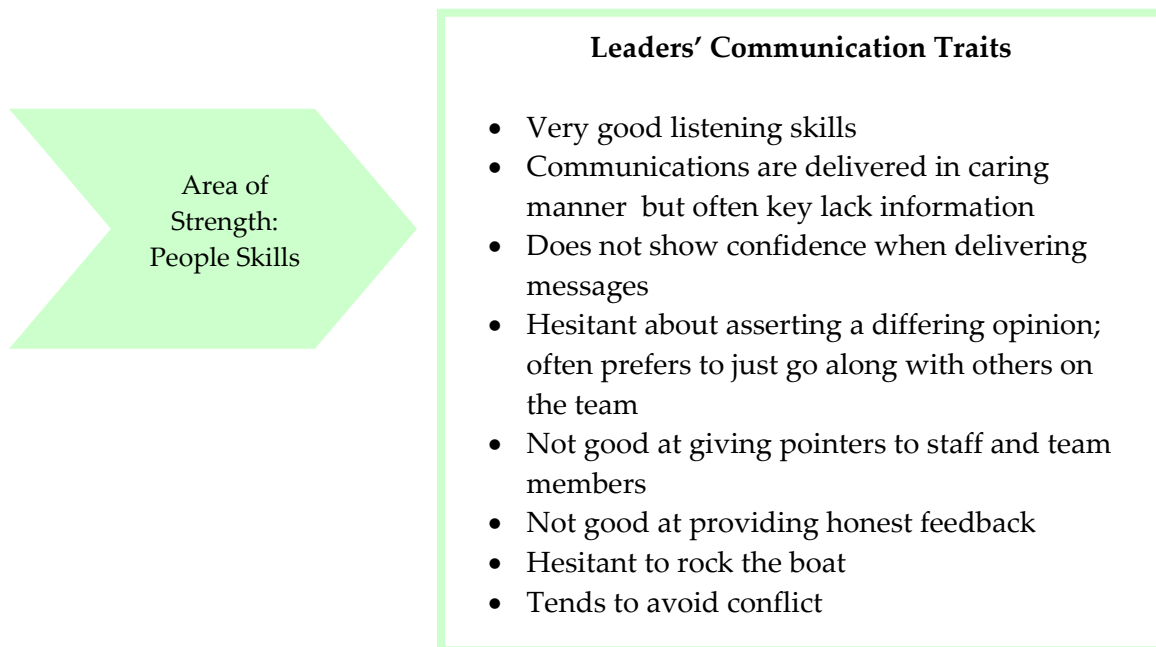 Area of
Strength:
People Skills
Leaders’ Communication Traits
• Very good listening skills
• Communications are delivered in caring
manner  but often key lack information
• Does not show confidence when delivering
messages
• Hesitant about asserting a differing opinion;
often prefers to just go along with others on
the team
• Not good at giving pointers to staff and team
members
• Not good at providing honest feedback
• Hesitant to rock the boat
• Tends to avoid conflict